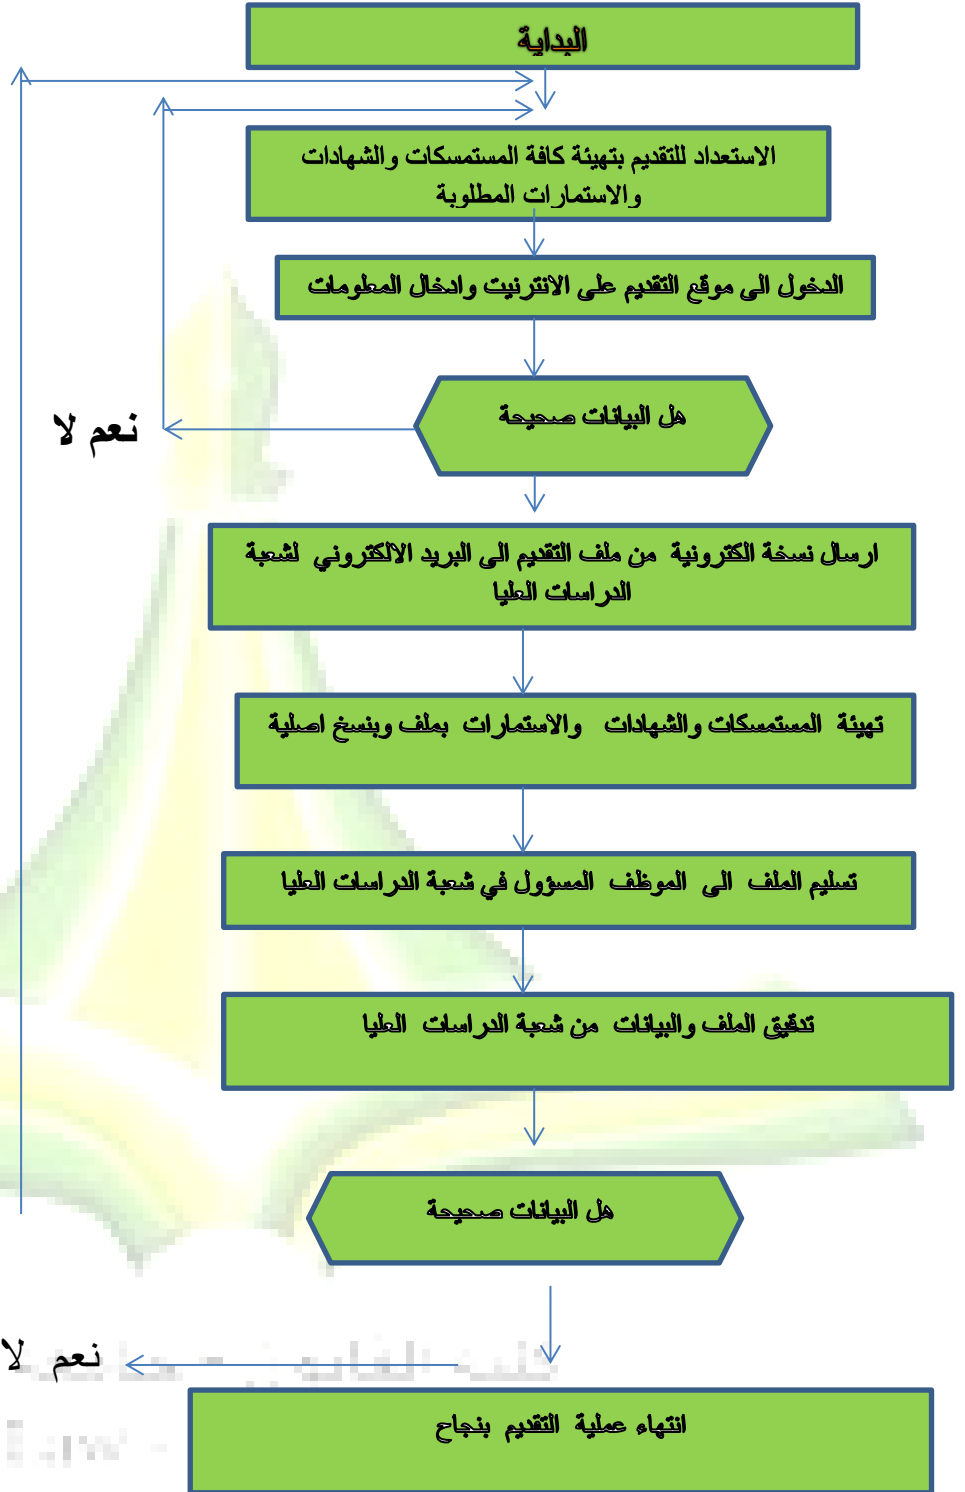 البداية
الاستعداد للتقديم بتهيئة كافة المستمسكات والشهادات
والاستمارات المطلوبة
الدخول الى موقع التقديم على الانترنيت وادخال المعلومات
هل البيانات صحيحة
نعم لا
ارسال نسخة الكترونية من ملف التقديم الى البريد الالكتروني لشعبة
الدراسات العليا
تهيئة المستمسكات والشهادات والاستمارات بملف وبنسخ اصلية
تسليم الملف الى الموظف المسؤول في شعبة الدراسات العليا
تدقيق الملف والبيانات من شعبة الدراسات العليا
هل البيانات صحيحة
نعم لا
انتهاء عملية التقديم بنجاح